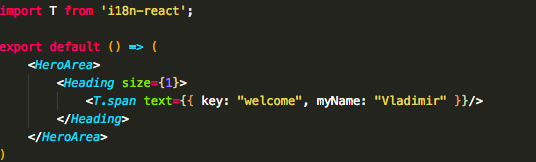 import T from 'i18n-react';
export default () => (
<HeroArea>
<Heading size={1}>
<T.span text={{ key: "welcome", myName: "Vladimir" }}/>
</Heading>
</HeroArea>
)